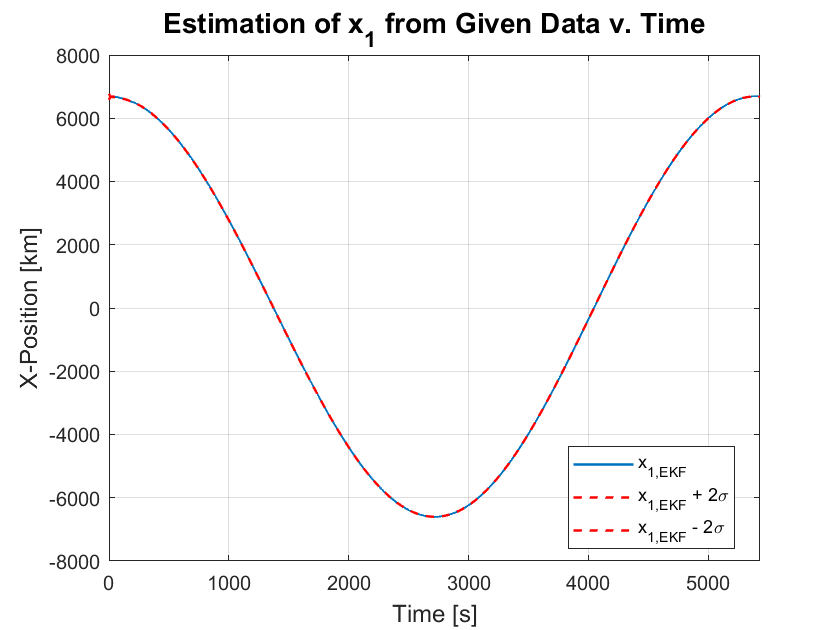 Estimation of x1 from Given Data v. Time
8000
6000
4000
2000
0
-2000
-4000
-6000
-8000
X-Position [km]
x1,EKF
x1,EKF + 2σ
x1,EKF - 2σ
0 1000 2000 3000 4000 5000
Time [s]